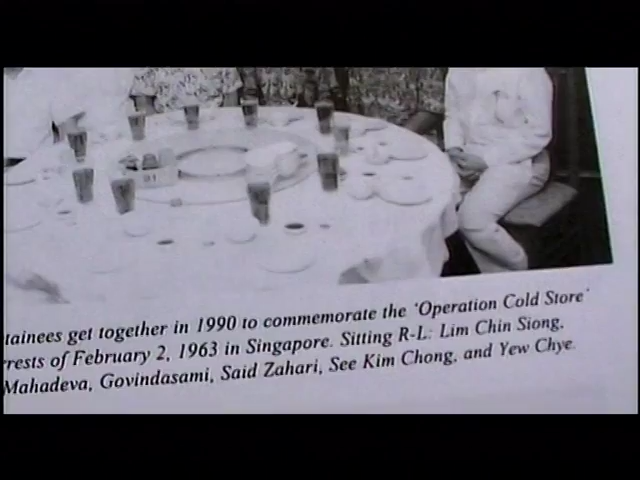 91
tainees get together in 1990 to commemorate the ‘Operation Cold Store’
rrests of February 2, 1963 in Singapore. Sitting R-L: Lim Chin Siong,
Mahadeva, Govindasami, Said Zahari, See Kim Chong, and Yew Chye.